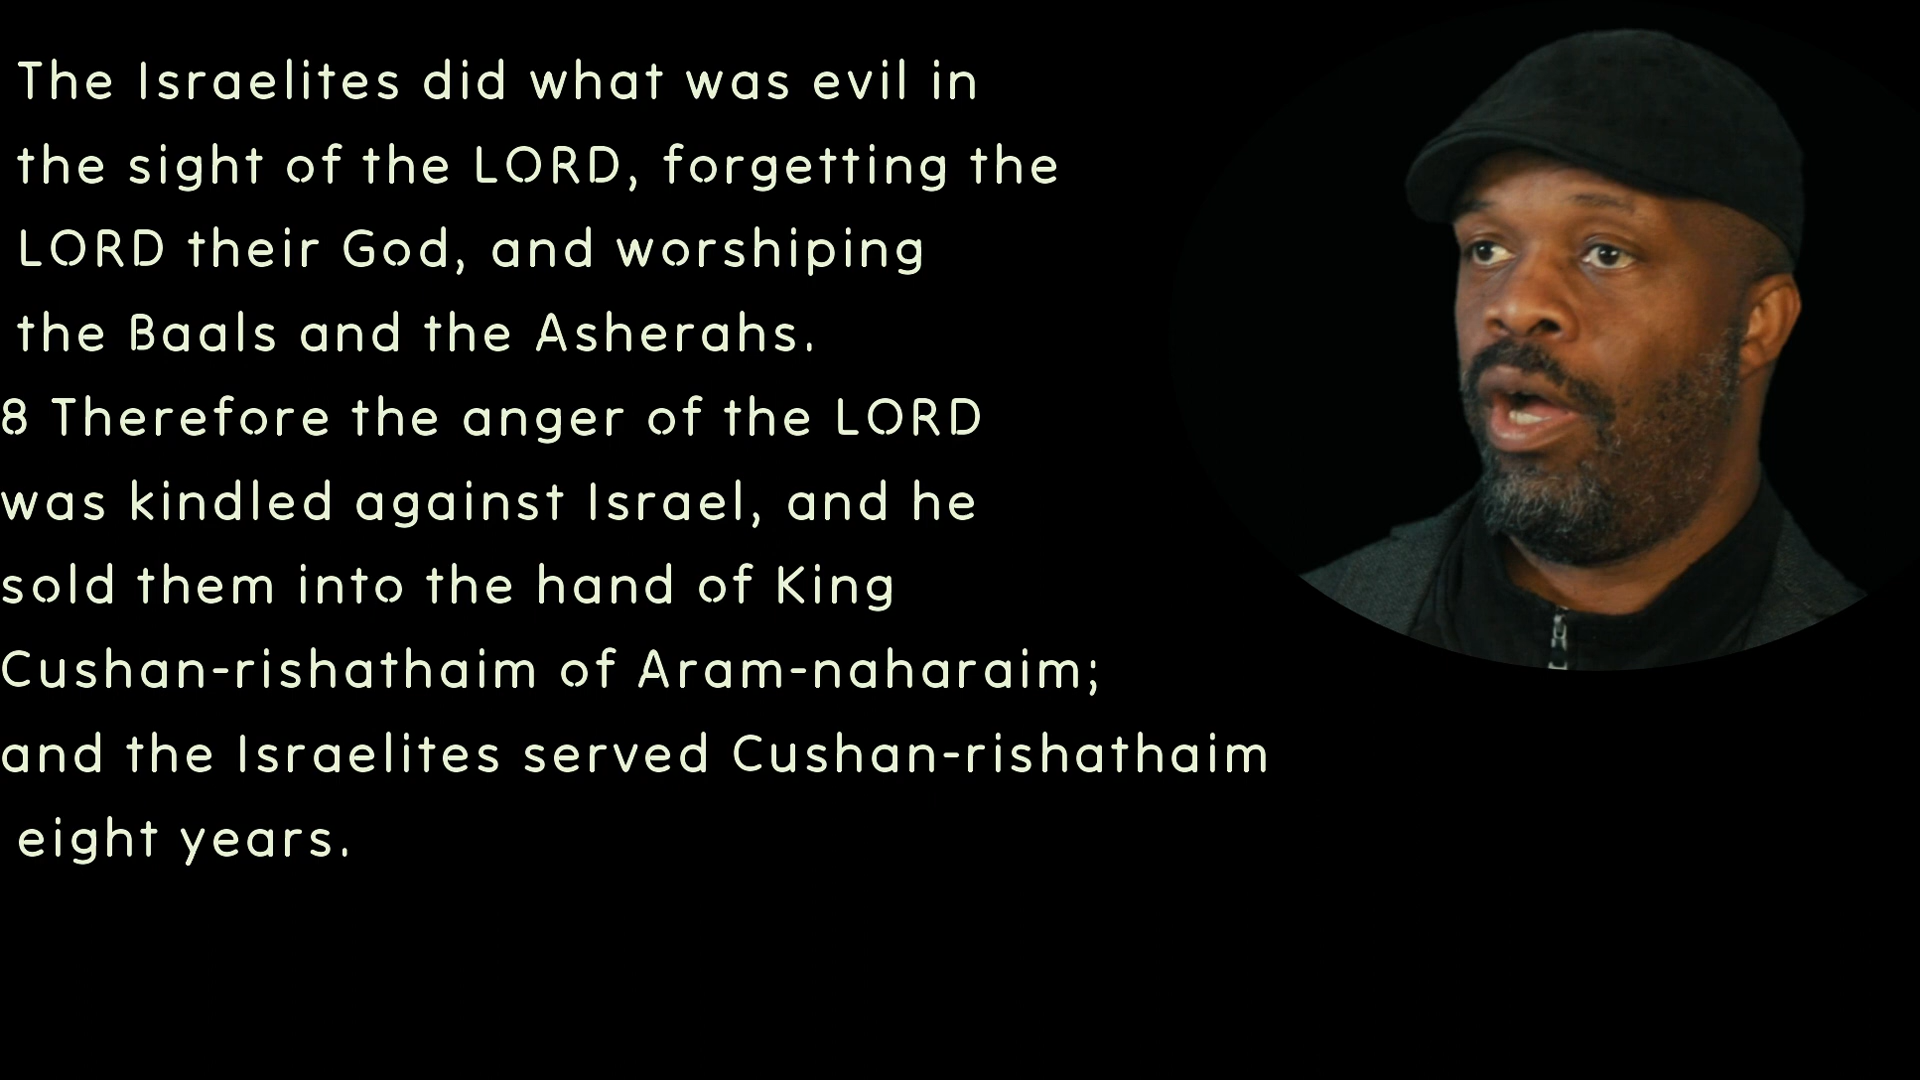 The Israelites did what was evil in
the sight of the LORD, forgetting the
LORD their God, and worshiping
the Baals and the Asherahs.
8 Therefore the anger of the LORD
was kindled against Israel, and he
sold them into the hand of King
Cushan-rishathaim of Aram-naharaim;
and the Israelites served Cushan-rishathaim
eight years.